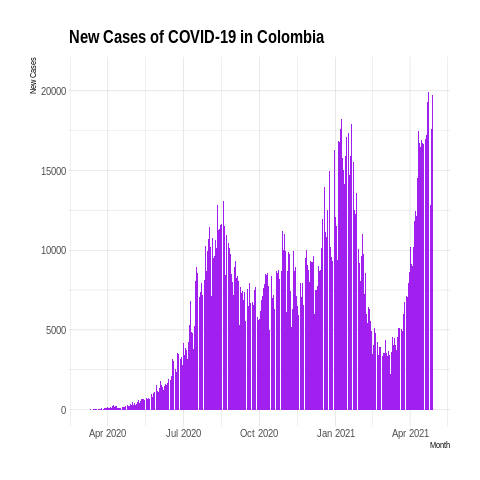 New Cases of COVID-19 in Colombia
New Cases
20000
15000
10000
5000
0
Apr 2020 Jul 2020 Oct 2020 Jan 2021 Apr 2021
Month